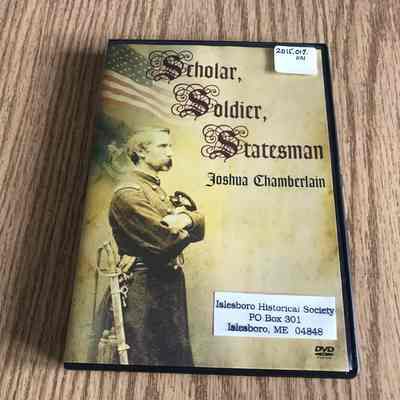 2015.017.
Scholar,
Soldier,
Statesman
Joshua Chamberlain
Islesboro Historical Society
PO Box 301
Islesboro, ME 04848
DVD